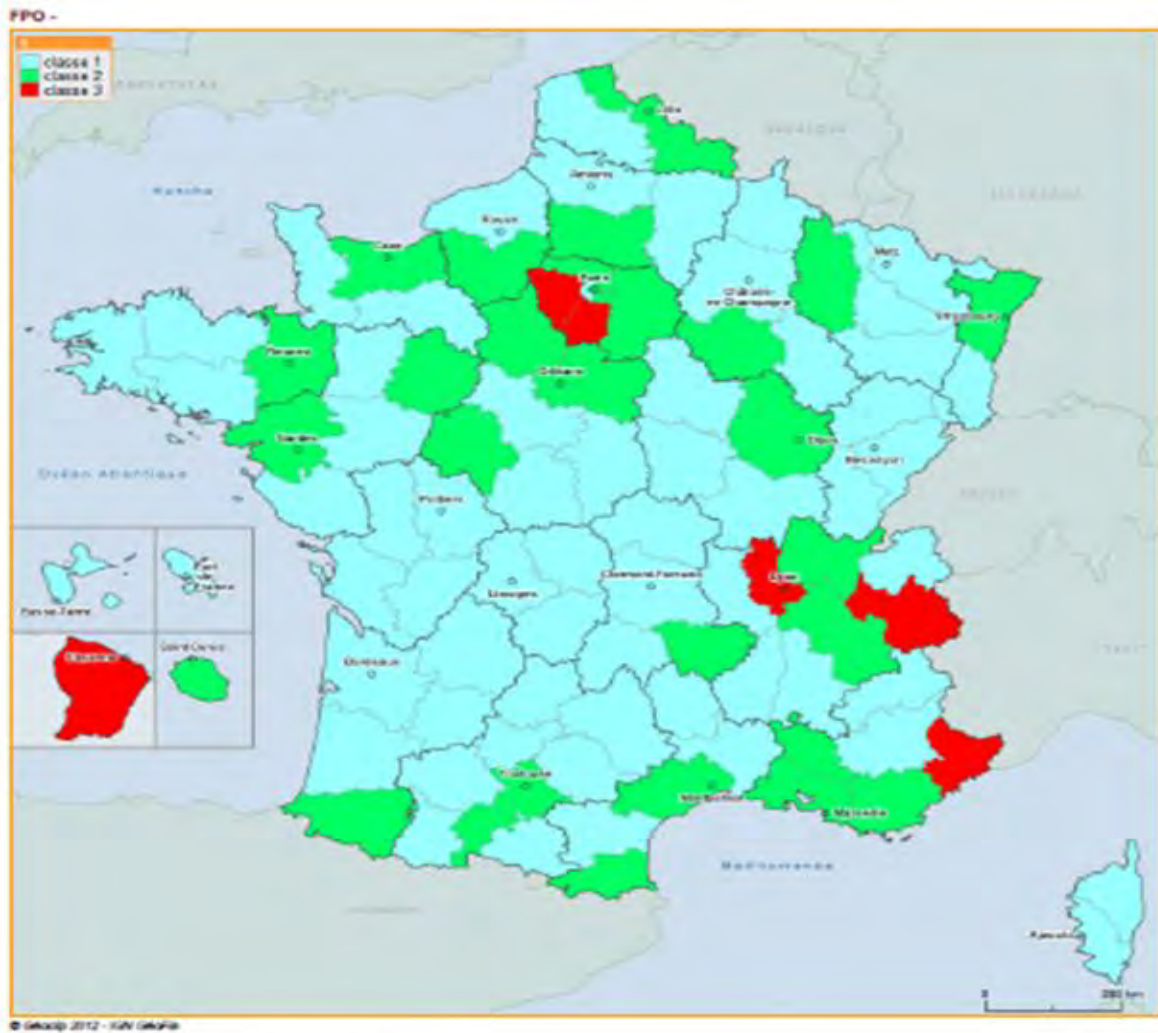 FPO -
classe 1
classe 2
classe 3
Lille
Manche
Amiens
Rouen
Caen
Metz
Paris
Châlons-
en-Champagne
Strasbourg
Rennes
Orléans
Nantes
Dijon
Besançon
Océan Atlantique
Poitiers
Fort
de
France
Clermont-Ferrand
Lyon
Limoges
Basse-Terre
Cayenne
Saint-Denis
Bordeaux
Toulouse
Montpellier
Marseille
Méditerranée
Ajaccio
0
200 km
© Géoclip 2012 - IGN GéoFla